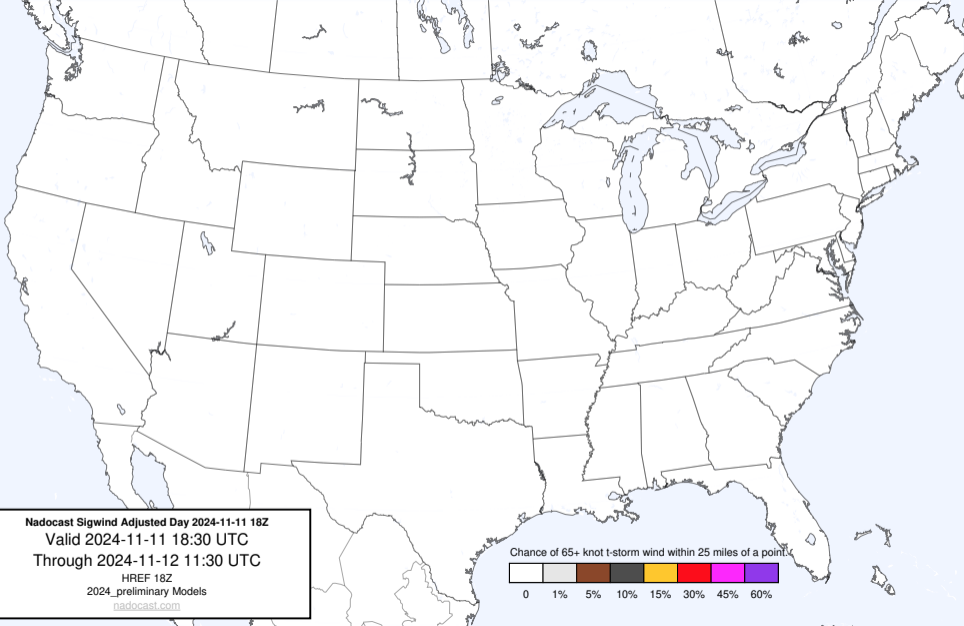 Nadocast Sigwind Adjusted Day 2024-11-11 18Z
Valid 2024-11-11 18:30 UTC
Through 2024-11-12 11:30 UTC
HREF 18Z
2024_preliminary Models
nadocast.com
Chance of 65+ knot t-storm wind within 25 miles of a point.
0 1% 5% 10% 15% 30% 45% 60%